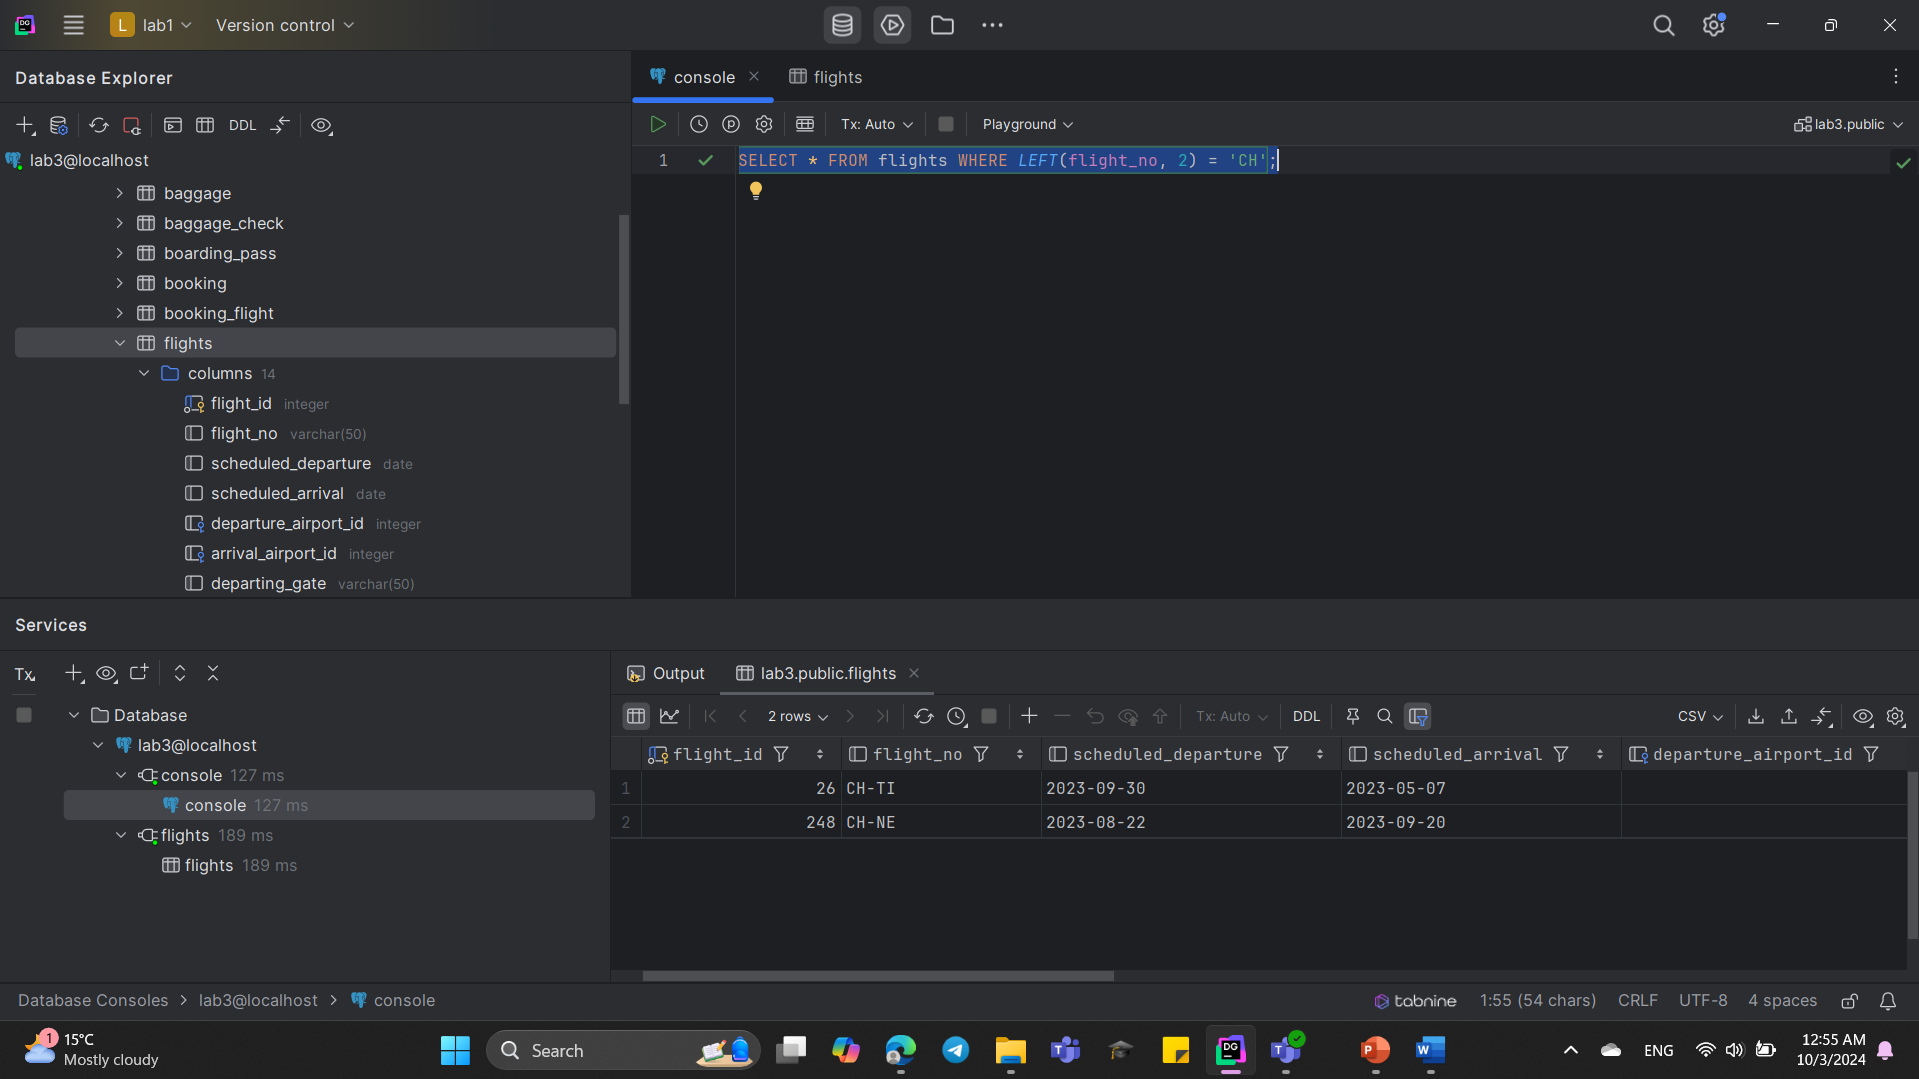 L lab1 Version control
Database Explorer
DDL
lab3@localhost
baggage
baggage_check
boarding_pass
booking
booking_flight
flights
columns 14
flight_id integer
flight_no varchar(50)
scheduled_departure date
scheduled_arrival date
departure_airport_id integer
arrival_airport_id integer
departing_gate varchar(50)
console flights
Tx: Auto Playground lab3.public
1 SELECT * FROM flights WHERE LEFT(flight_no, 2) = 'CH';
Services
Tx
Database
lab3@localhost
console 127 ms
console 127 ms
flights 189 ms
flights 189 ms
Output lab3.public.flights
2 rows Tx: Auto DDL CSV
flight_id flight_no scheduled_departure scheduled_arrival departure_airport_id
1 26 CH-TI 2023-09-30 2023-05-07
2 248 CH-NE 2023-08-22 2023-09-20
Database Consoles > lab3@localhost > console
tabnine 1:55 (54 chars) CRLF UTF-8 4 spaces
1 15°C
Mostly cloudy
Search
ENG
12:55 AM
10/3/2024